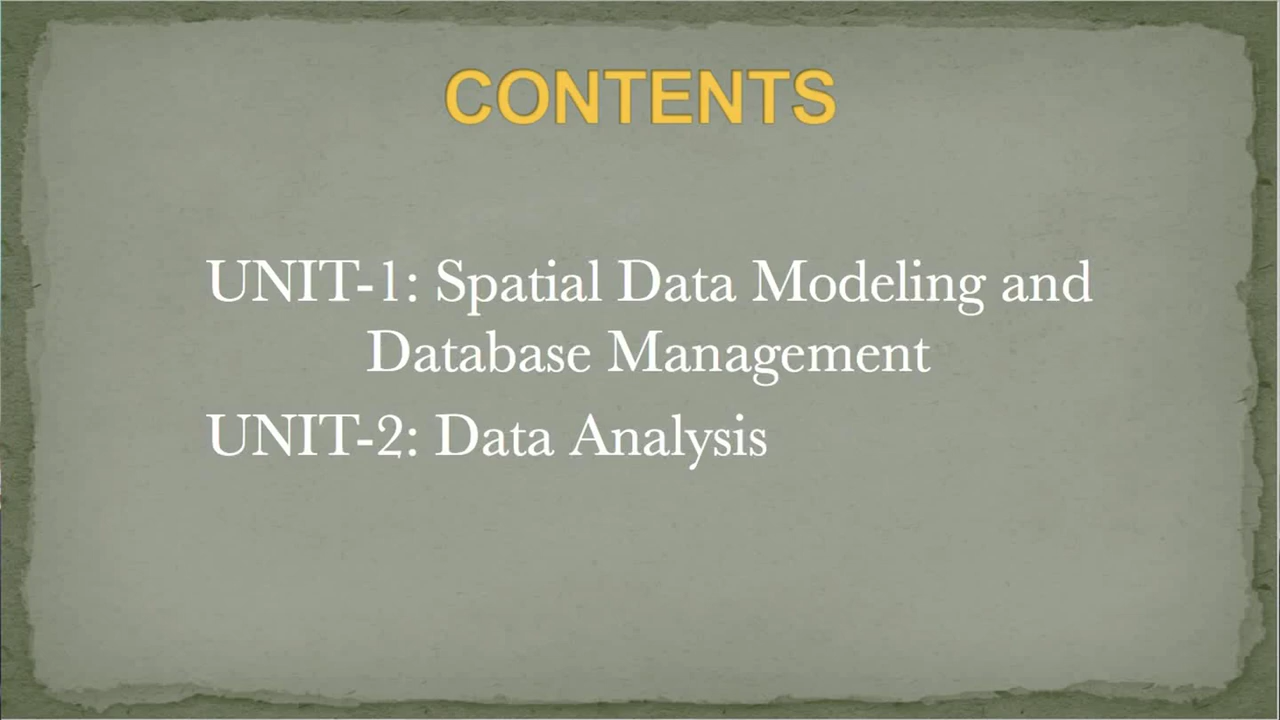 CONTENTS
UNIT-1: Spatial Data Modeling and
Database Management
UNIT-2: Data Analysis